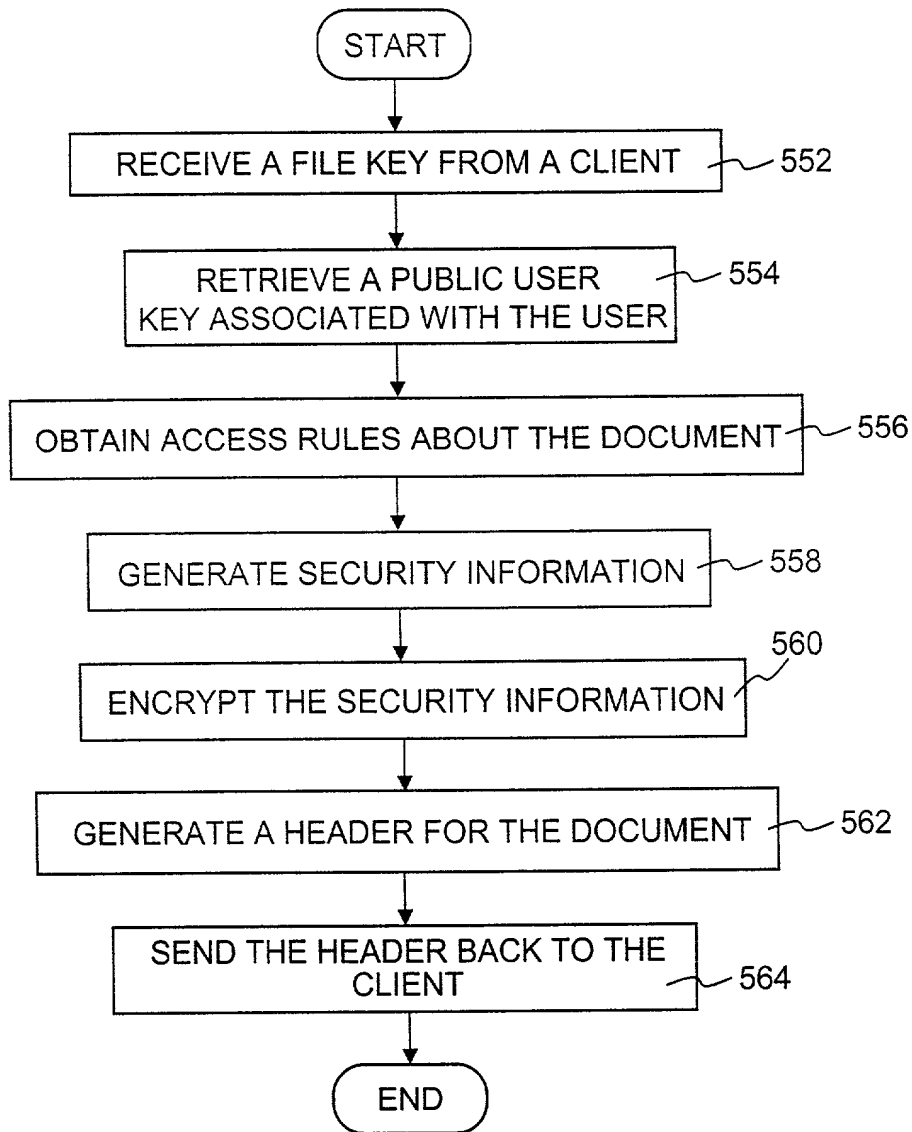 START
RECEIVE A FILE KEY FROM A CLIENT
552
RETRIEVE A PUBLIC USER
KEY ASSOCIATED WITH THE USER
554
OBTAIN ACCESS RULES ABOUT THE DOCUMENT
556
GENERATE SECURITY INFORMATION
558
560
ENCRYPT THE SECURITY INFORMATION
GENERATE A HEADER FOR THE DOCUMENT
562
SEND THE HEADER BACK TO THE
CLIENT
564
END